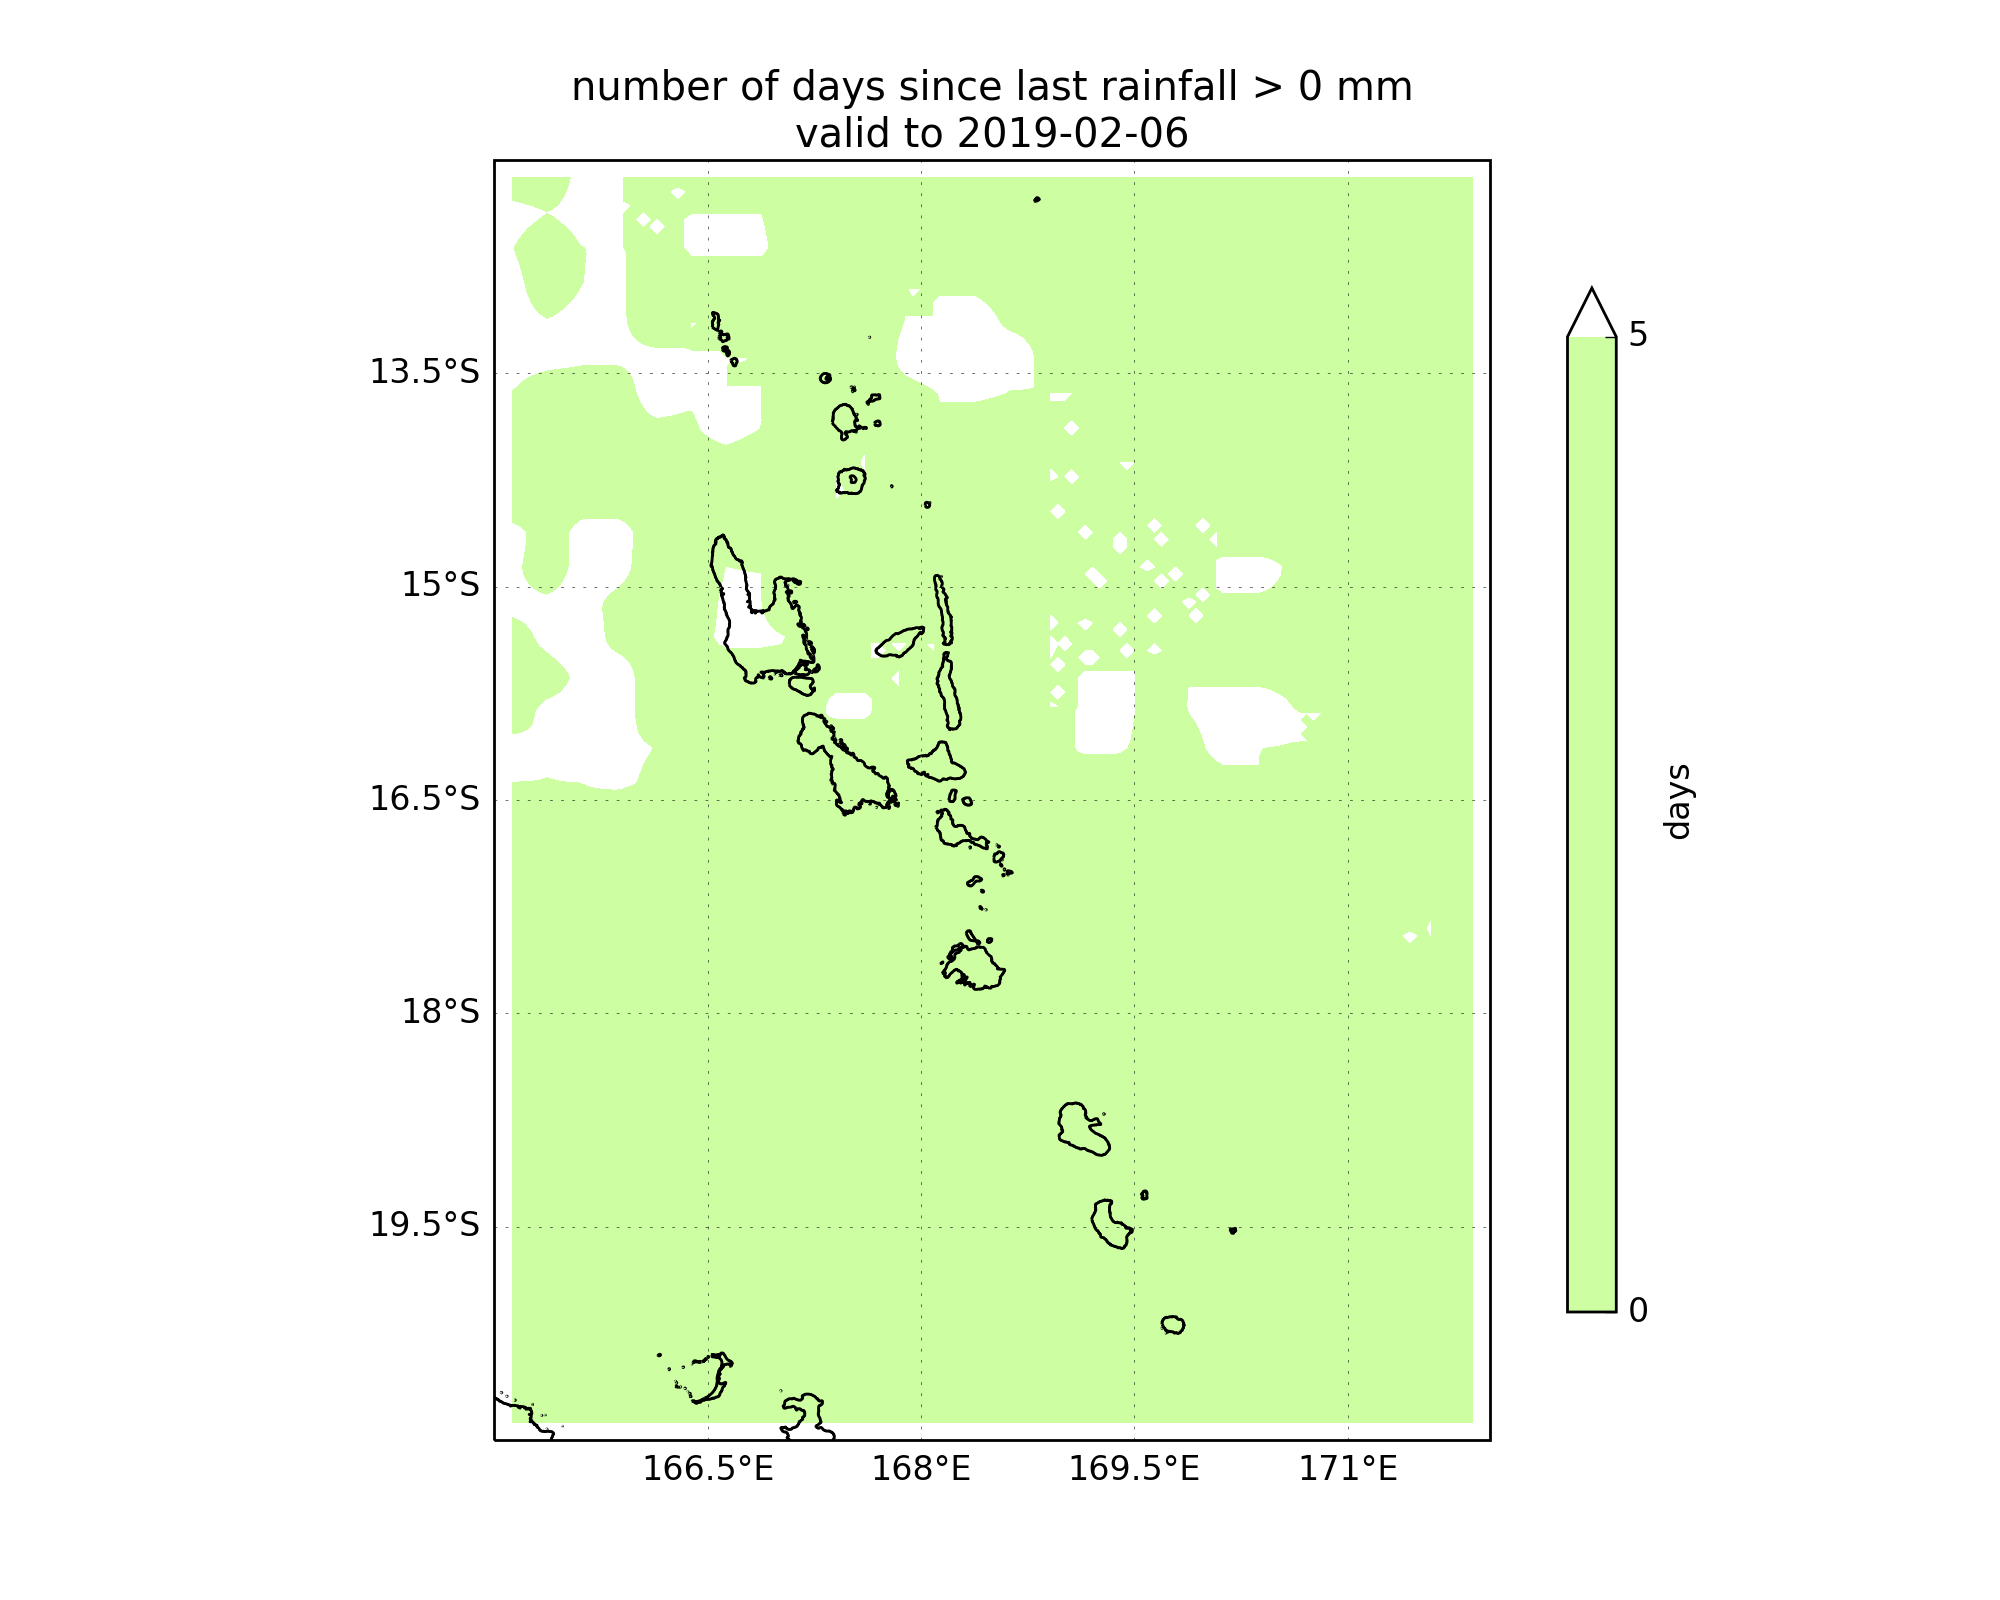 number of days since last rainfall > 0 mm
valid to 2019-02-06
13.5°S
15°S
16.5°S
18°S
19.5°S
166.5°E
168°E
169.5°E
171°E
5
0
days